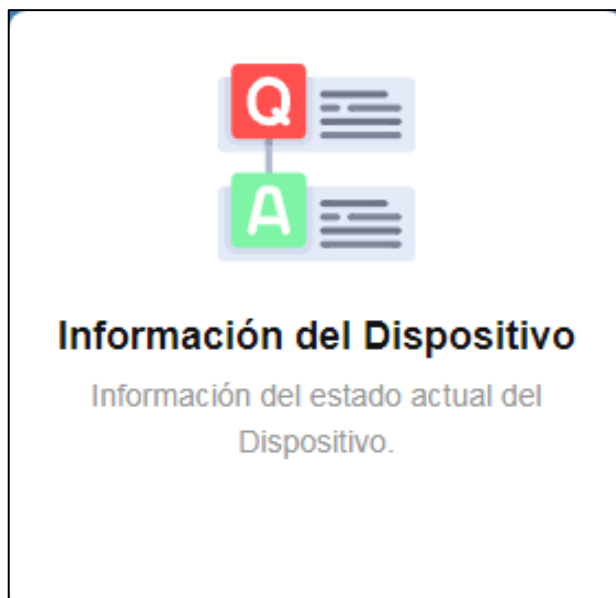 Q
A
Información del Dispositivo
Información del estado actual del
Dispositivo.